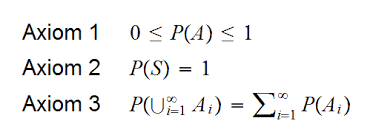 Axiom 1 0 ≤ P(A) ≤ 1
Axiom 2 P(S) = 1
Axiom 3 P(∪_{i=1}^{∞} A_i) = ∑_{i=1}^{∞} P(A_i)